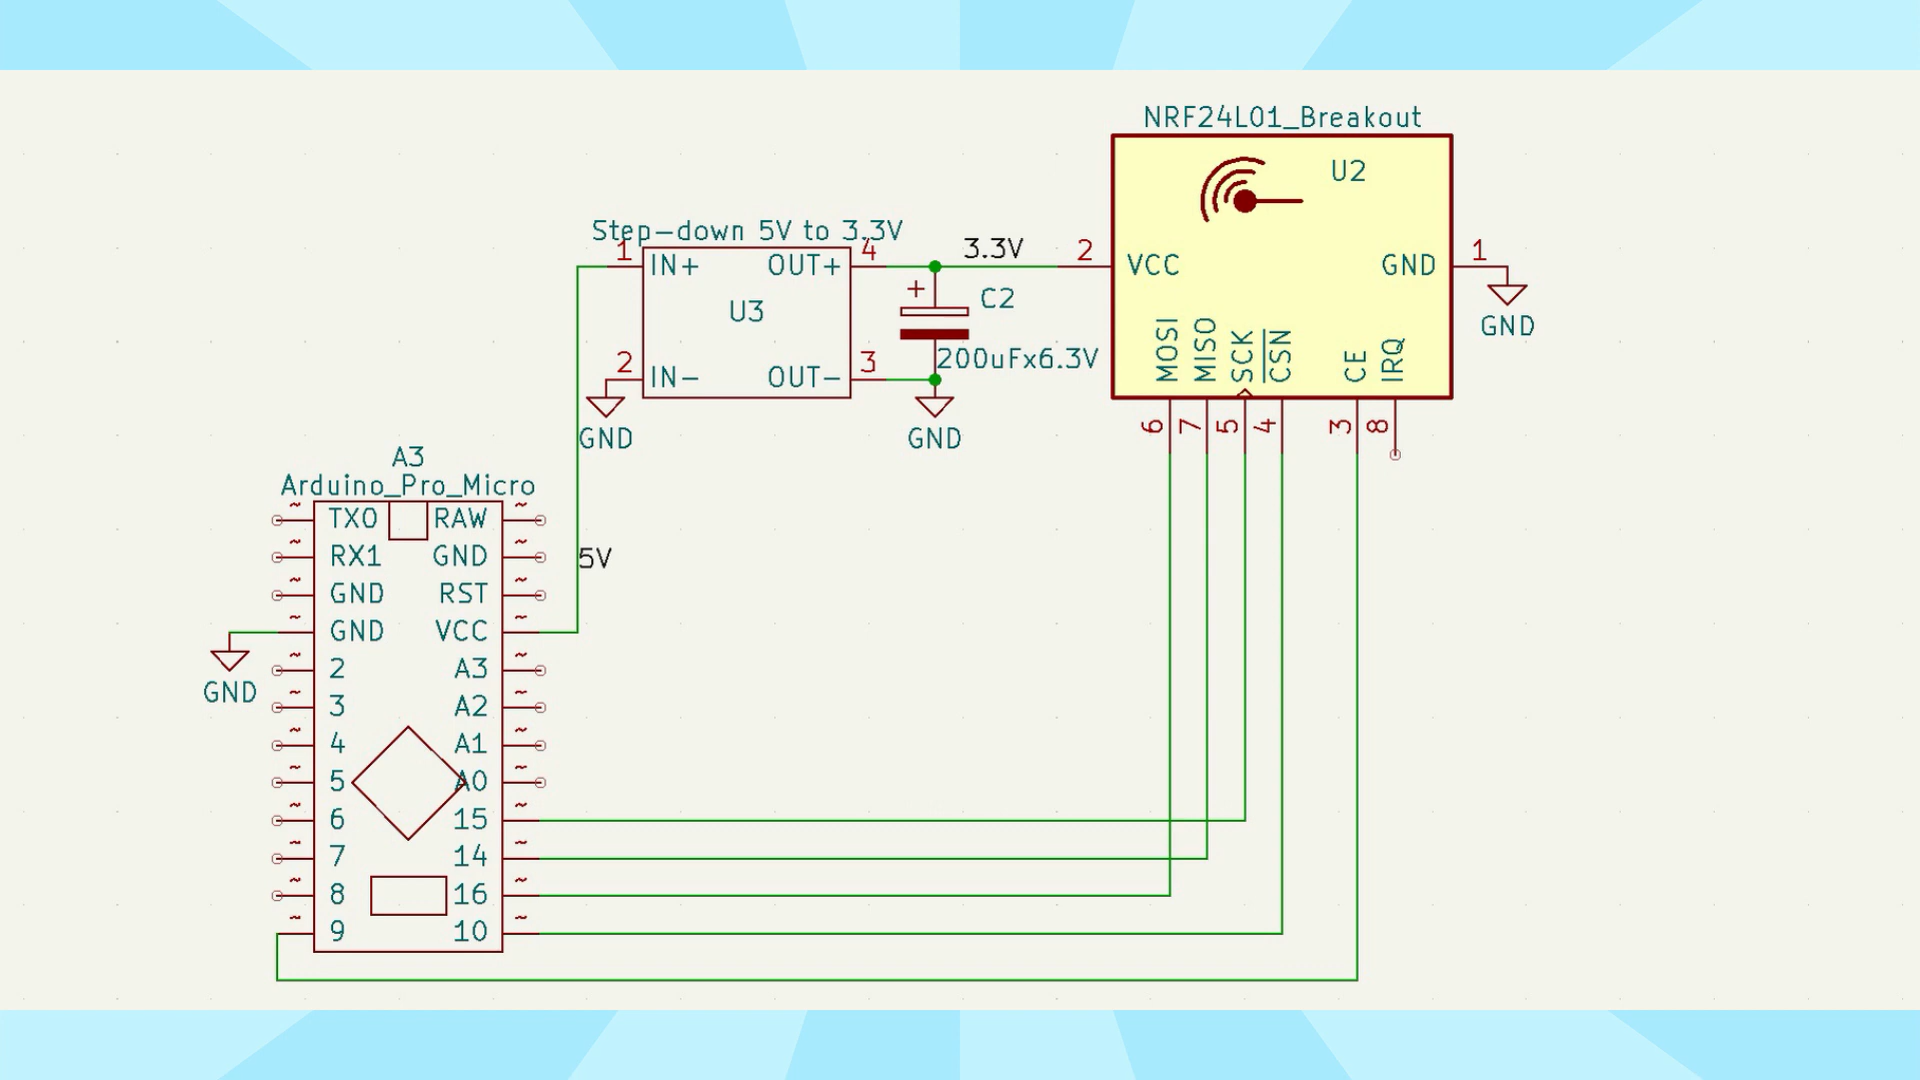 NRF24L01_Breakout
U2
VCC
GND
2
1
GND
MOSI
MISO
SCK
CSN
CE
IRQ
6
7
5
4
3
8
Step-down 5V to 3.3V
1
IN+
OUT+
4
3.3V
U3
+
C2
200uFx6.3V
2
IN-
OUT-
3
GND
GND
5V
A3
Arduino_Pro_Micro
~ TX0 RAW ~
~ RX1 GND ~
~ GND RST ~
~ GND VCC
GND
~ 2 A3 ~
~ 3 A2 ~
~ 4 A1 ~
~ 5 A0 ~
~ 6 15 ~
~ 7 14 ~
~ 8 16 ~
~ 9 10 ~